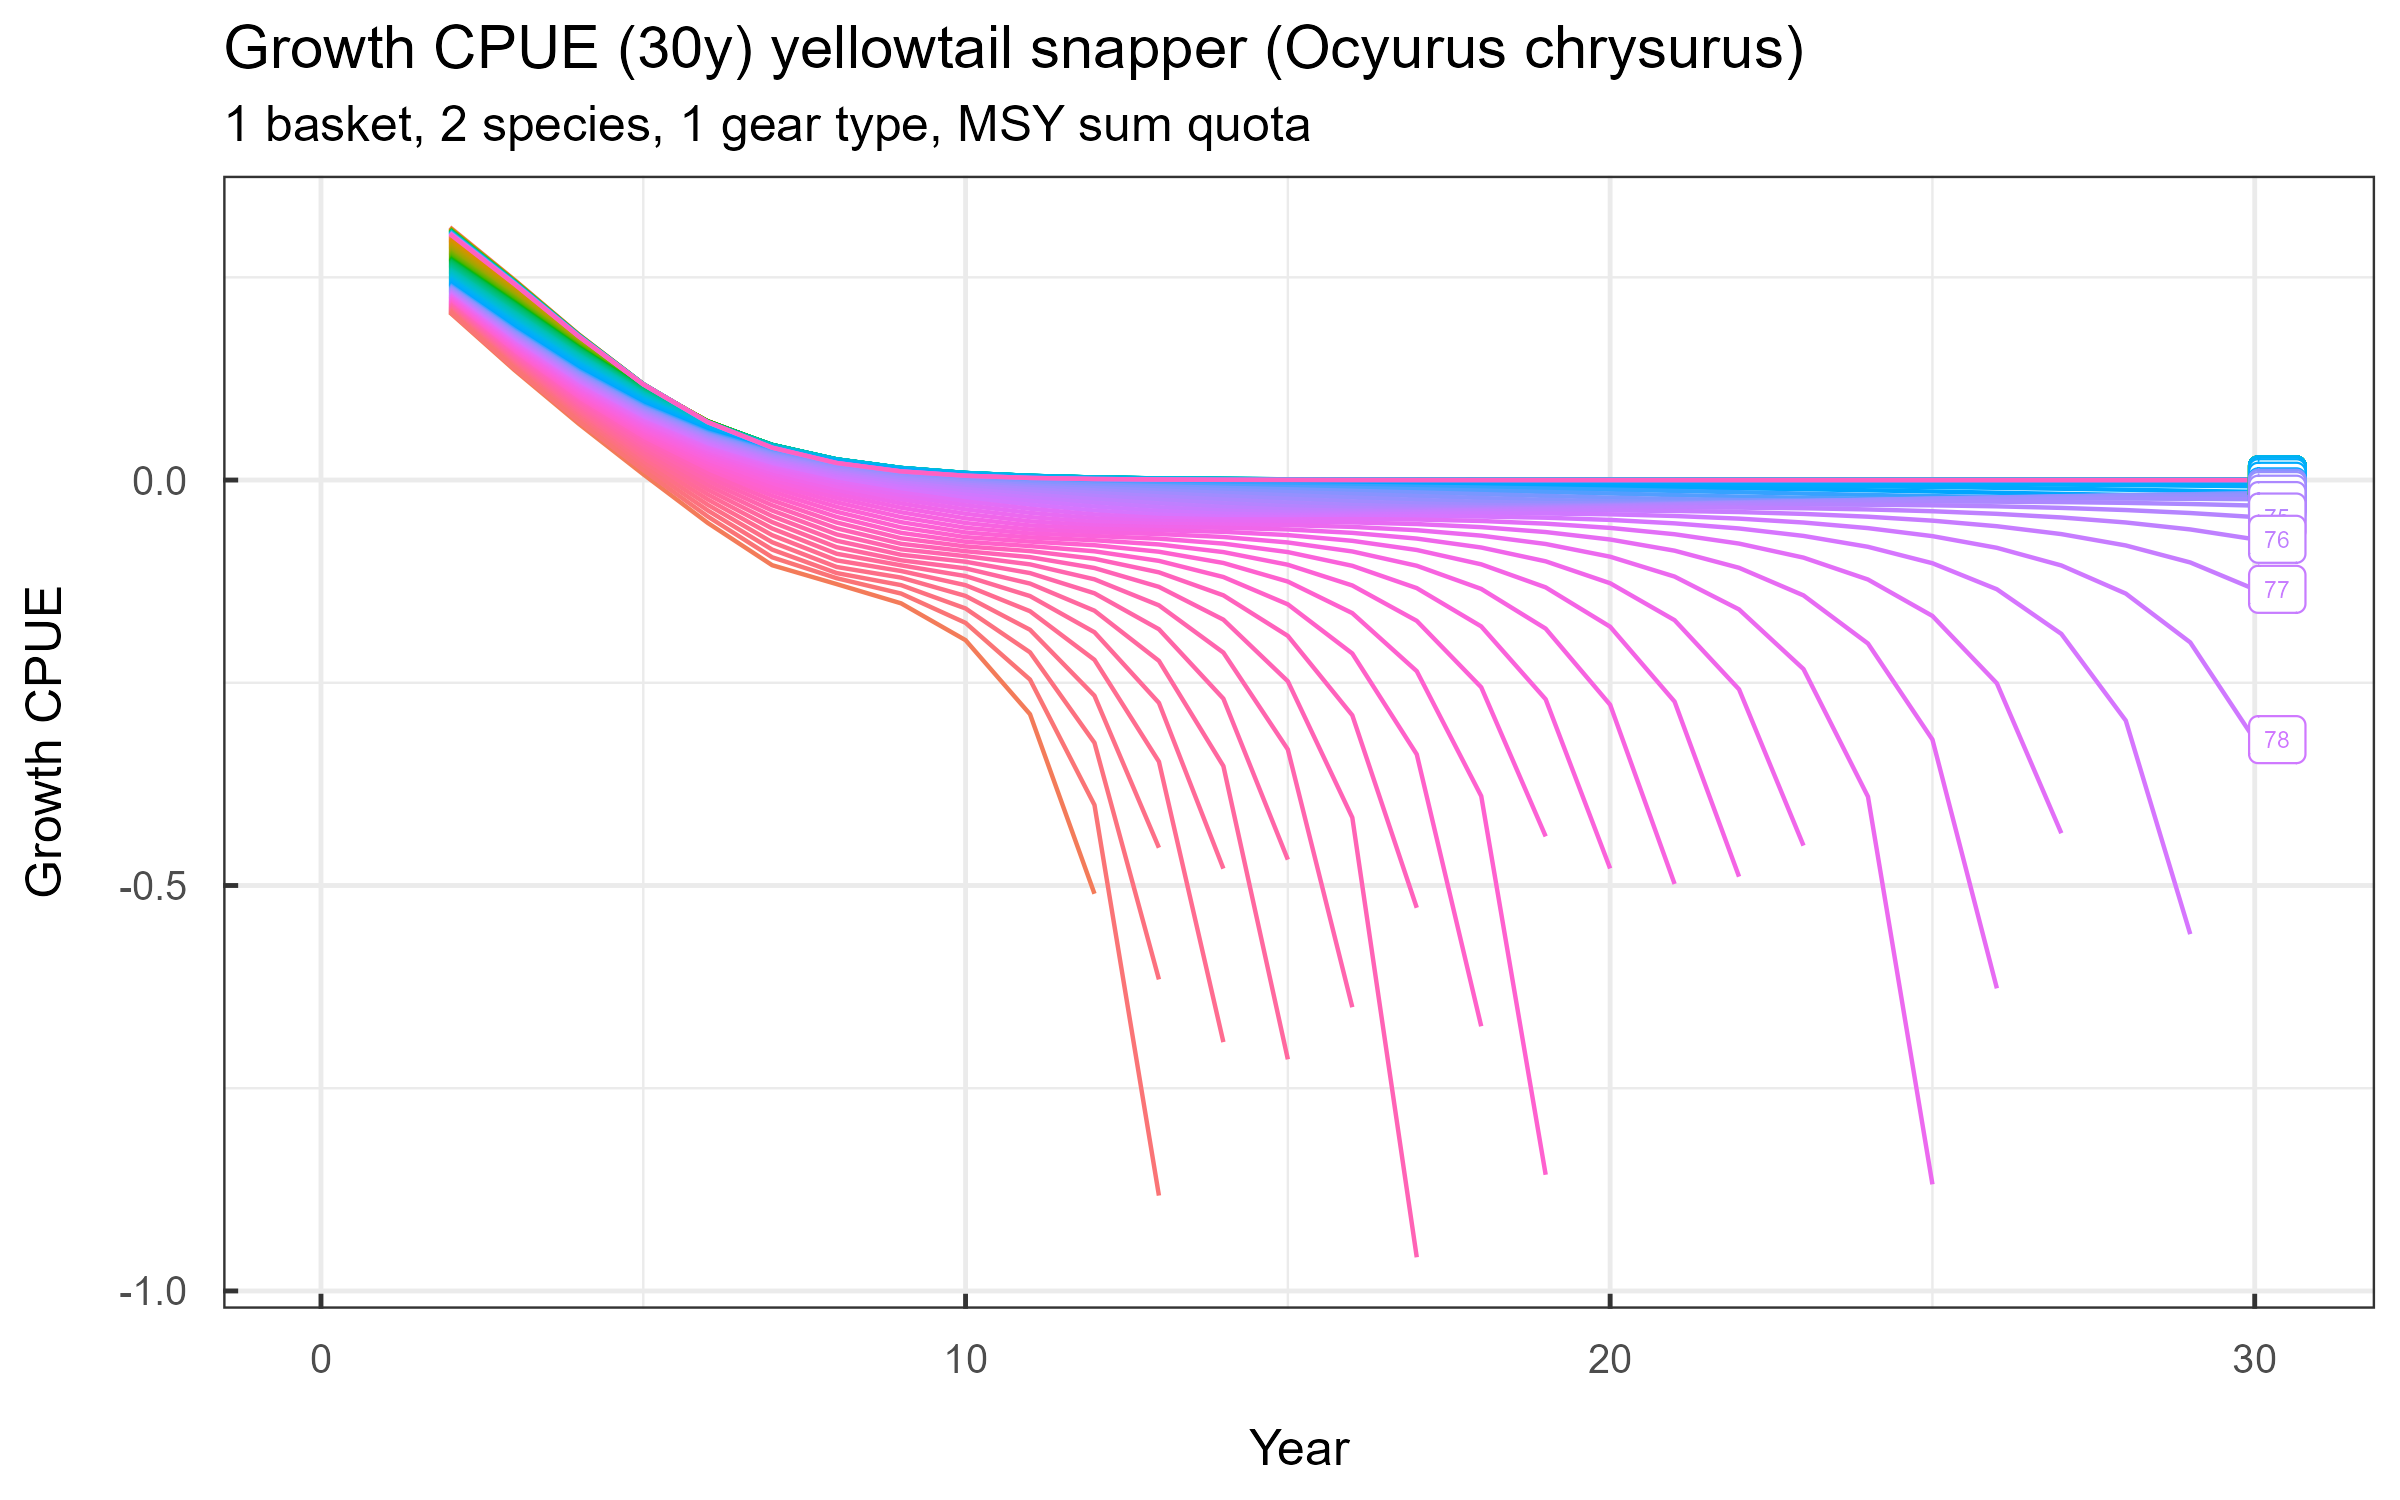 Growth CPUE (30y) yellowtail snapper (Ocyurus chrysurus)
1 basket, 2 species, 1 gear type, MSY sum quota
Growth CPUE
0.0
-0.5
-1.0
75
76
77
78
0 10 20 30
Year